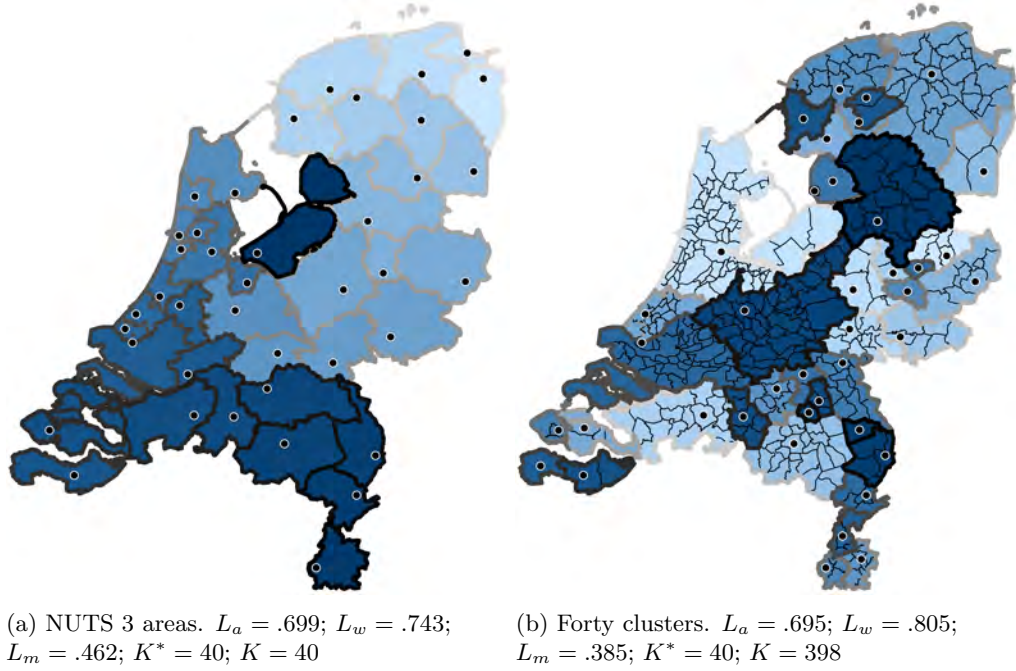 (a) NUTS 3 areas. L_a = .699; L_w = .743;
L_m = .462; K* = 40; K = 40
(b) Forty clusters. L_a = .695; L_w = .805;
L_m = .385; K* = 40; K = 398